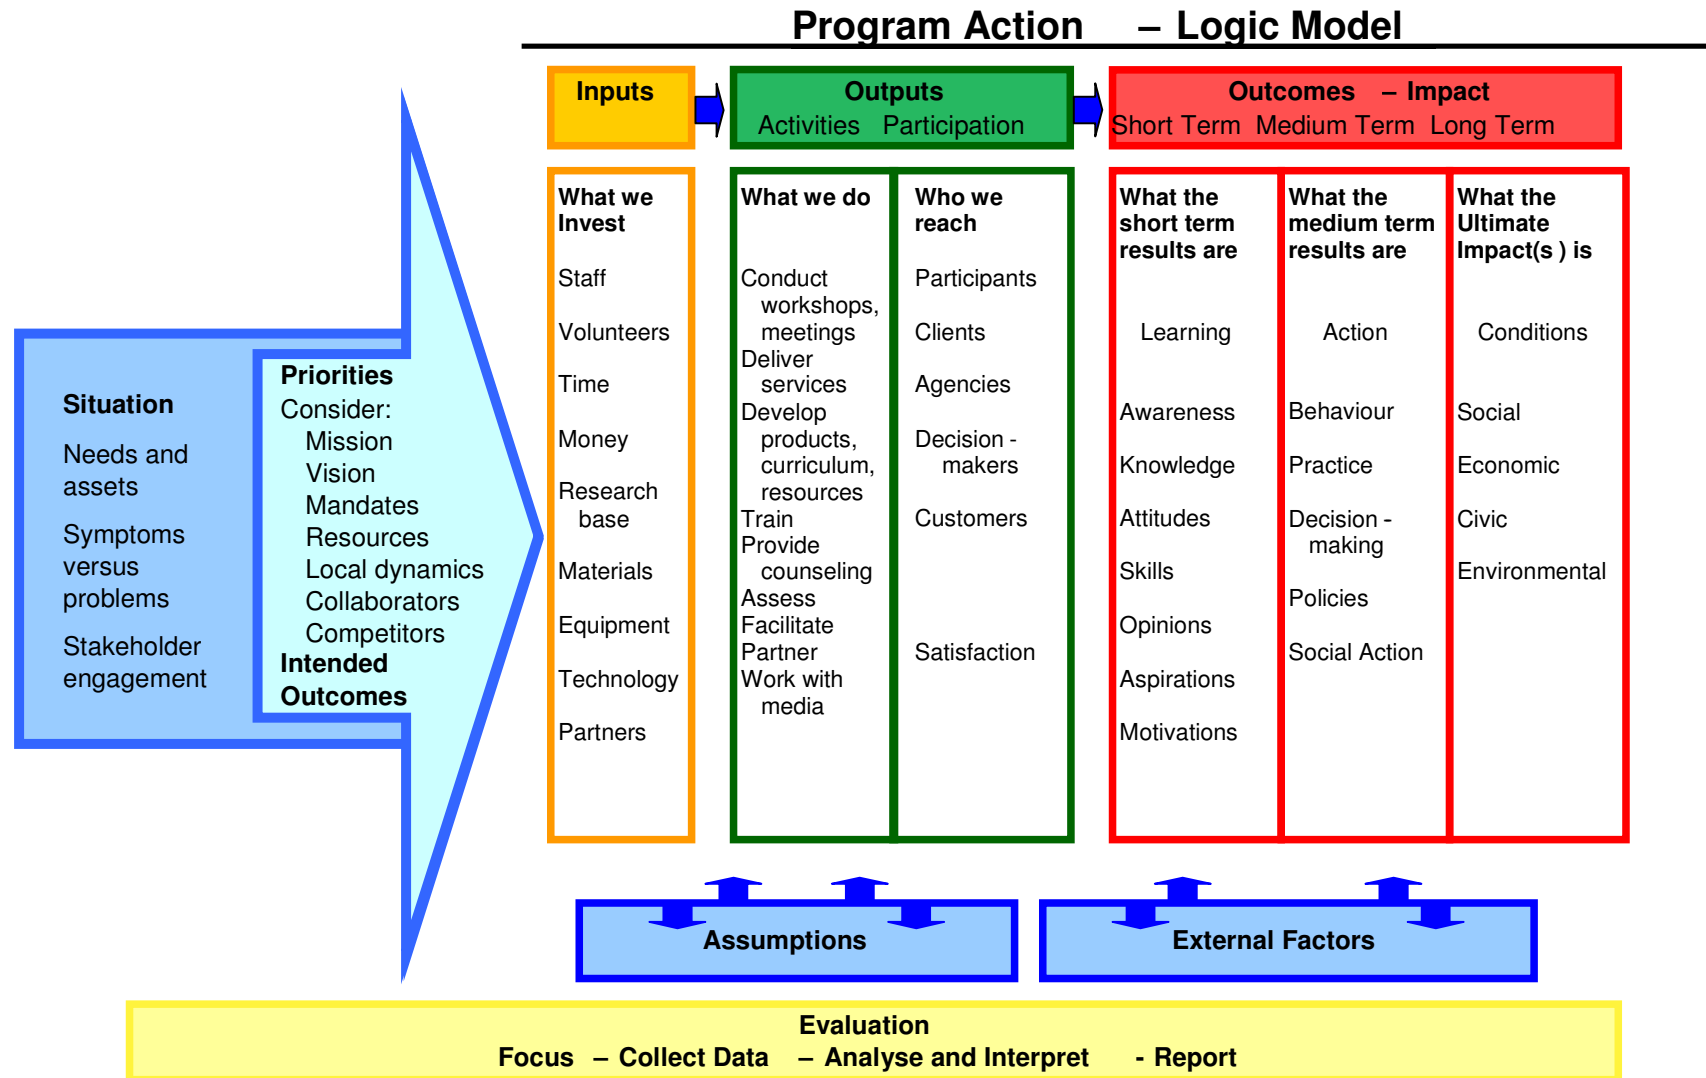 Program Action – Logic Model
Inputs
Outputs
Activities Participation
Outcomes – Impact
Short Term Medium Term Long Term
Situation
Needs and
assets
Symptoms
versus
problems
Stakeholder
engagement
Priorities
Consider:
Mission
Vision
Mandates
Resources
Local dynamics
Collaborators
Competitors
Intended
Outcomes
What we
Invest
Staff
Volunteers
Time
Money
Research
base
Materials
Equipment
Technology
Partners
What we do
Conduct
workshops,
meetings
Deliver
services
Develop
products,
curriculum,
resources
Train
Provide
counseling
Assess
Facilitate
Partner
Work with
media
Who we
reach
Participants
Clients
Agencies
Decision -
makers
Customers
Satisfaction
What the
short term
results are
Learning
Awareness
Knowledge
Attitudes
Skills
Opinions
Aspirations
Motivations
What the
medium term
results are
Action
Behaviour
Practice
Decision -
making
Policies
Social Action
What the
Ultimate
Impact(s ) is
Conditions
Social
Economic
Civic
Environmental
Assumptions
External Factors
Evaluation
Focus – Collect Data – Analyse and Interpret - Report